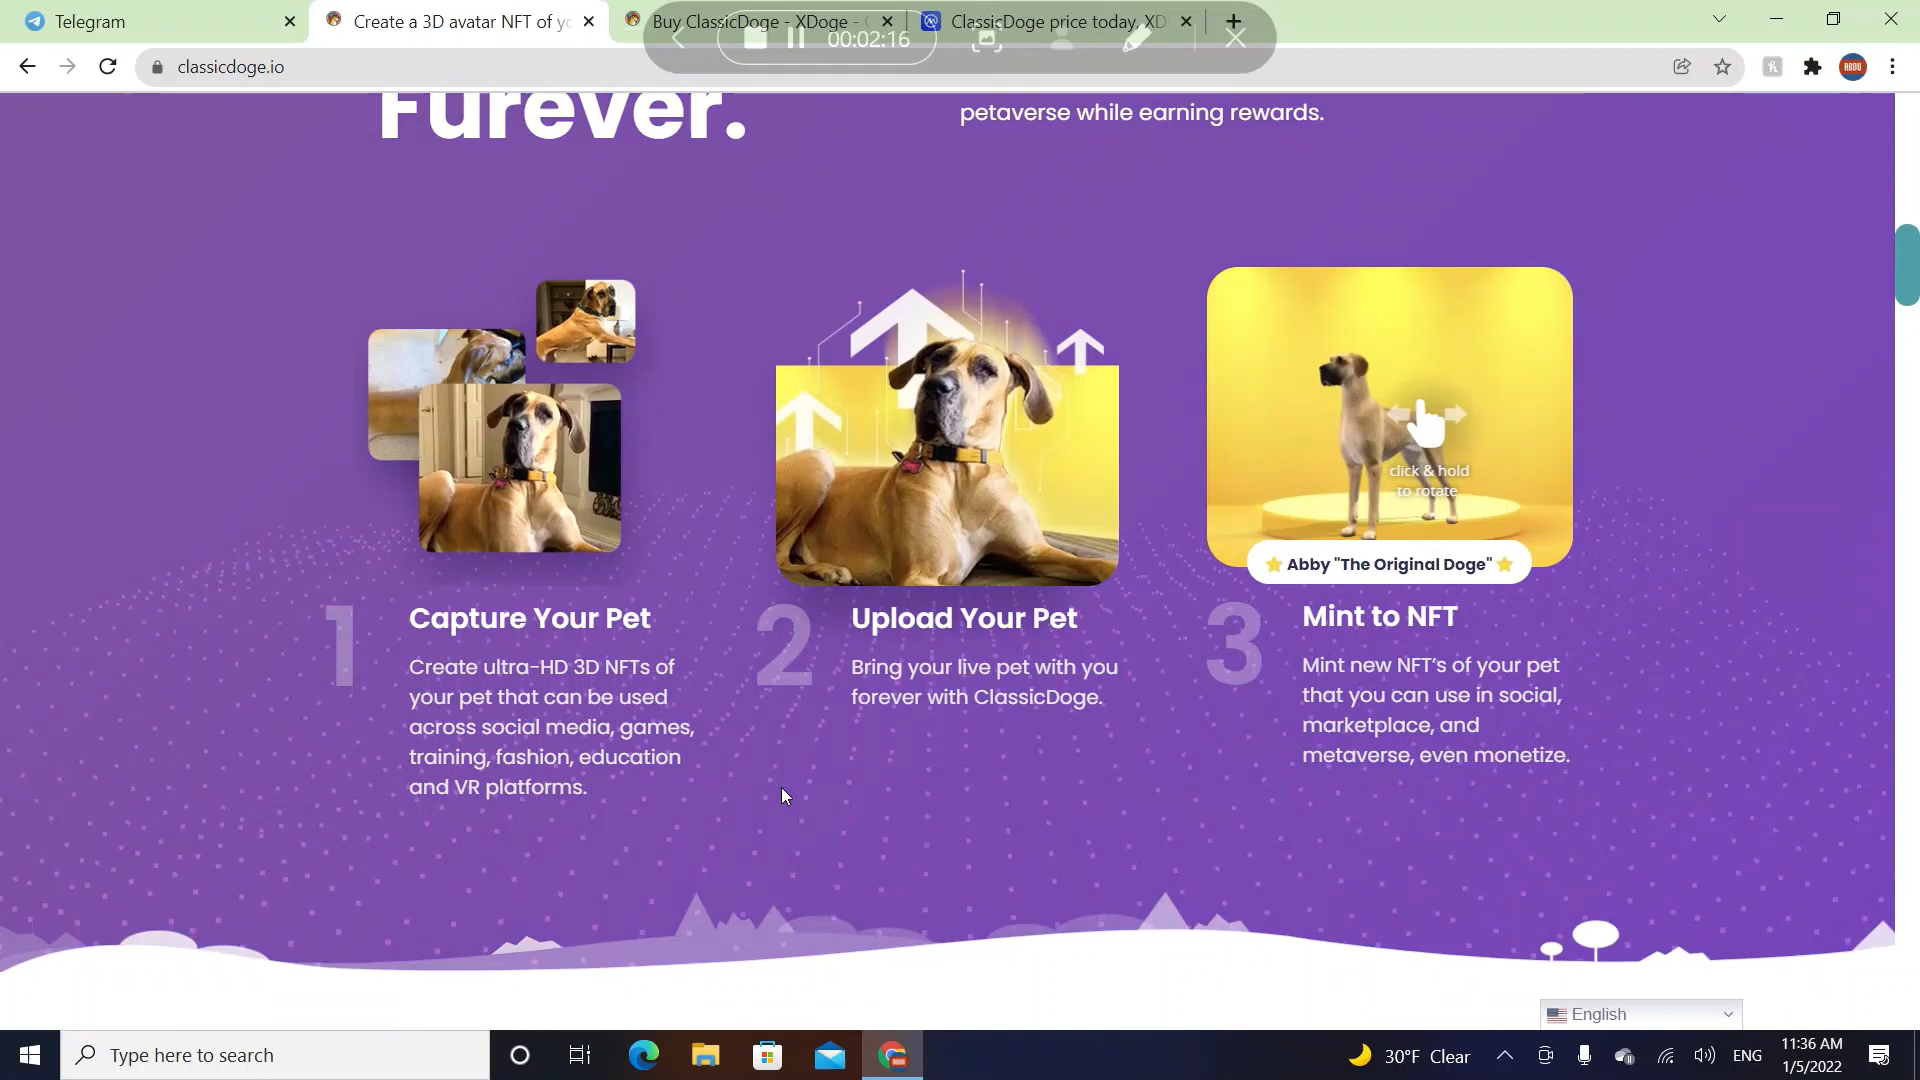 Telegram
Create a 3D avatar NFT of yo
Buy ClassicDoge - XDoge -
ClassicDoge price today, XD
00:02:16
classicdoge.io
ABDU
Furever.
petaverse while earning rewards.
click & hold
to rotate
Abby "The Original Doge"
1
Capture Your Pet
Create ultra-HD 3D NFTs of
your pet that can be used
across social media, games,
training, fashion, education
and VR platforms.
2
Upload Your Pet
Bring your live pet with you
forever with ClassicDoge.
3
Mint to NFT
Mint new NFT's of your pet
that you can use in social,
marketplace, and
metaverse, even monetize.
English
Type here to search
30°F Clear
ENG
11:36 AM
1/5/2022